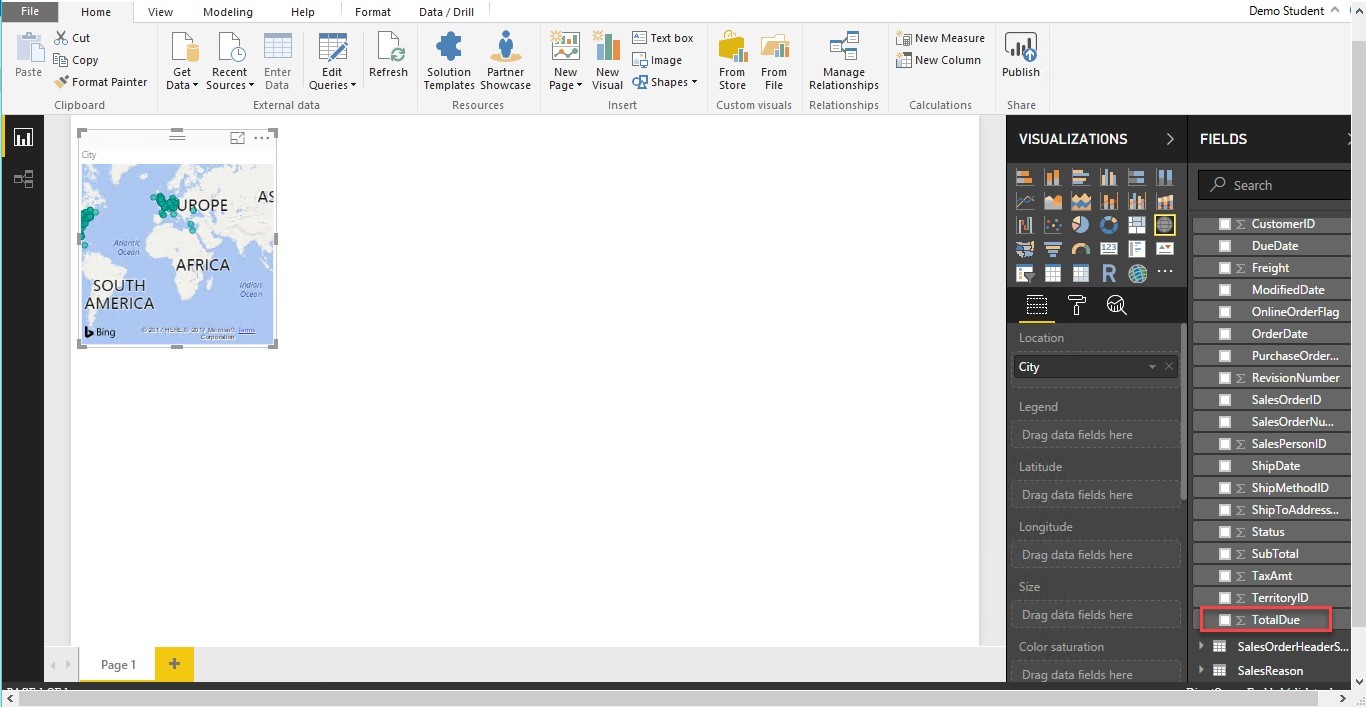 File Home View Modeling Help Format Data / Drill Demo Student
Paste
Cut
Copy
Format Painter
Clipboard
Get Data
Recent Sources
Enter Data
Edit Queries
External data
Refresh
Solution Templates
Partner Showcase
Resources
New Page
New Visual
Text box
Image
Shapes
Insert
From Store
From File
Custom visuals
Manage Relationships
Relationships
New Measure
New Column
Calculations
Publish
Share
City
EUROPE
AS
Atlantic
Ocean
AFRICA
SOUTH
AMERICA
Indian
Ocean
Bing
© 2017 HERE, © 2017 Microsoft Terms
Corporation
VISUALIZATIONS
123
R
Location
City
Legend
Drag data fields here
Latitude
Drag data fields here
Longitude
Drag data fields here
Size
Drag data fields here
Color saturation
Drag data fields here
FIELDS
Search
CustomerID
DueDate
Freight
ModifiedDate
OnlineOrderFlag
OrderDate
PurchaseOrder...
RevisionNumber
SalesOrderID
SalesOrderNu...
SalesPersonID
ShipDate
ShipMethodID
ShipToAddress...
Status
SubTotal
TaxAmt
TerritoryID
TotalDue
SalesOrderHeaderS...
SalesReason
Page 1